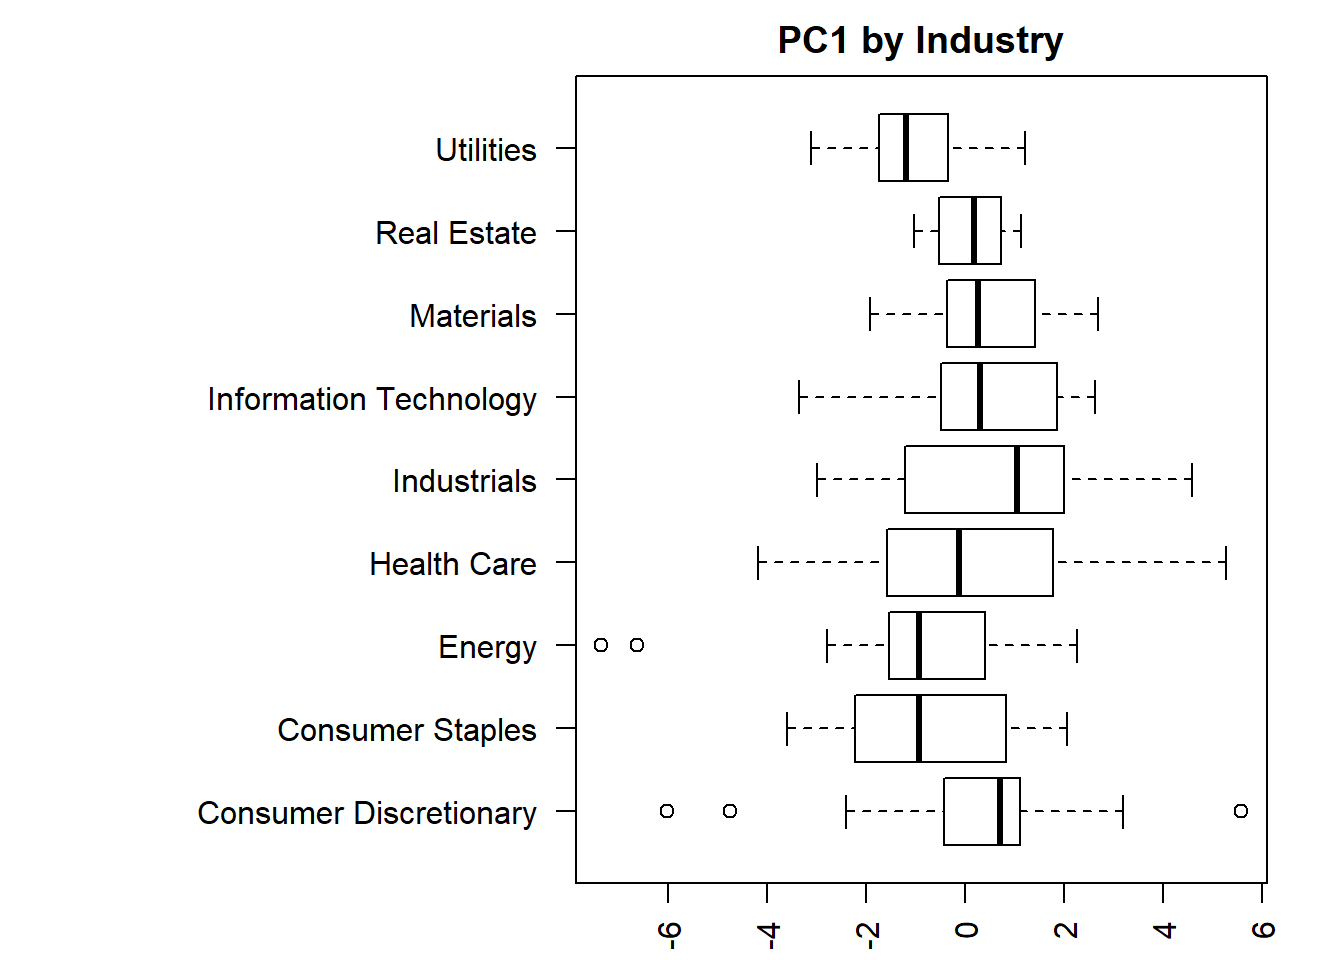 PC1 by Industry
Utilities
Real Estate
Materials
Information Technology
Industrials
Health Care
Energy
Consumer Staples
Consumer Discretionary
-6 -4 -2 0 2 4 6